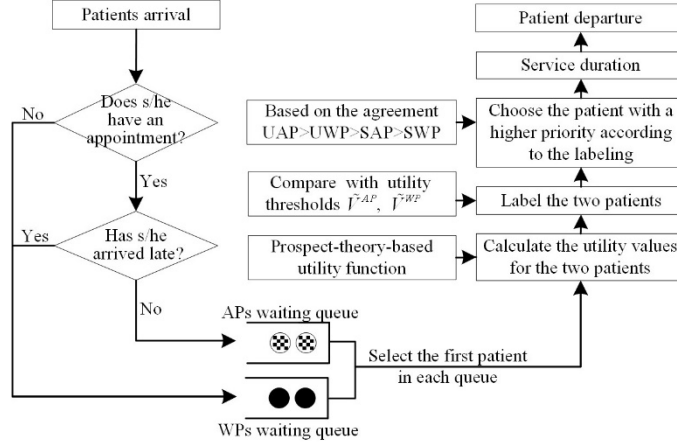 Patients arrival
Does s/he
have an
appointment?
No
Yes
Has s/he
arrived late?
Yes
No
APs waiting queue
WPs waiting queue
Select the first patient
in each queue
Prospect-theory-based
utility function
Calculate the utility values
for the two patients
Compare with utility
thresholds Ṽ^AP, Ṽ^WP
Label the two patients
Based on the agreement
UAP>UWP>SAP>SWP
Choose the patient with a
higher priority according
to the labeling
Service duration
Patient departure